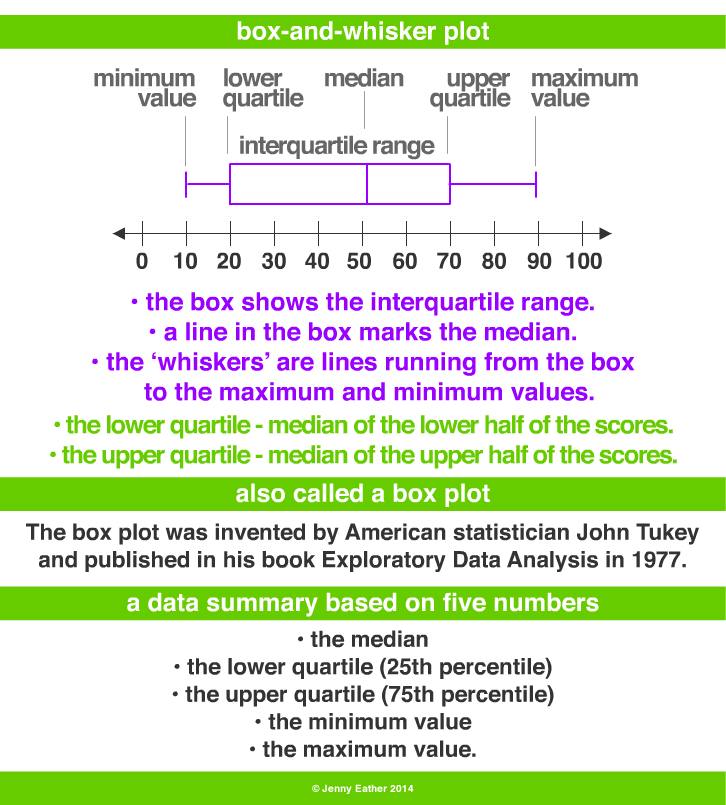 box-and-whisker plot
minimum value
lower quartile
median
upper quartile
maximum value
interquartile range
0 10 20 30 40 50 60 70 80 90 100
• the box shows the interquartile range.
• a line in the box marks the median.
• the ‘whiskers’ are lines running from the box
to the maximum and minimum values.
• the lower quartile - median of the lower half of the scores.
• the upper quartile - median of the upper half of the scores.
also called a box plot
The box plot was invented by American statistician John Tukey
and published in his book Exploratory Data Analysis in 1977.
a data summary based on five numbers
• the median
• the lower quartile (25th percentile)
• the upper quartile (75th percentile)
• the minimum value
• the maximum value.
© Jenny Eather 2014